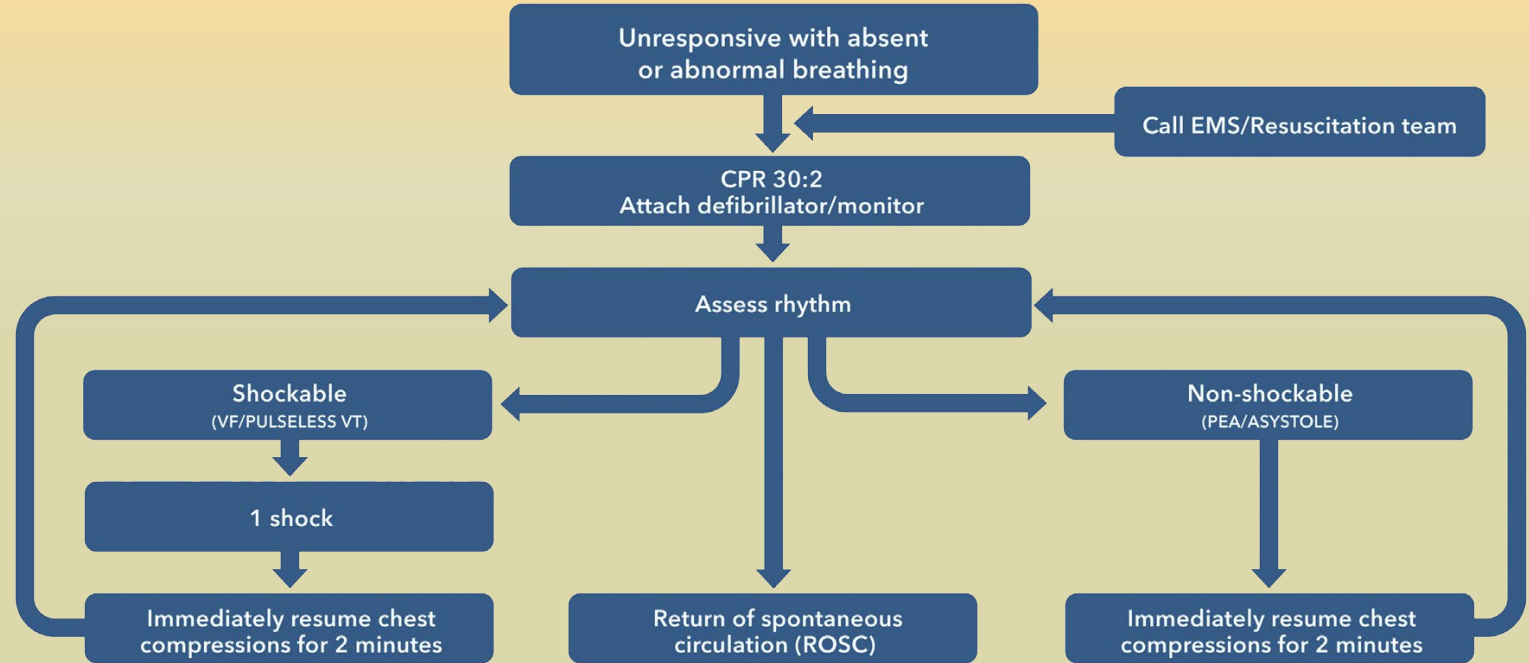 Unresponsive with absent
or abnormal breathing
Call EMS/Resuscitation team
CPR 30:2
Attach defibrillator/monitor
Assess rhythm
Shockable
(VF/PULSELESS VT)
Non-shockable
(PEA/ASYSTOLE)
1 shock
Immediately resume chest
compressions for 2 minutes
Return of spontaneous
circulation (ROSC)
Immediately resume chest
compressions for 2 minutes